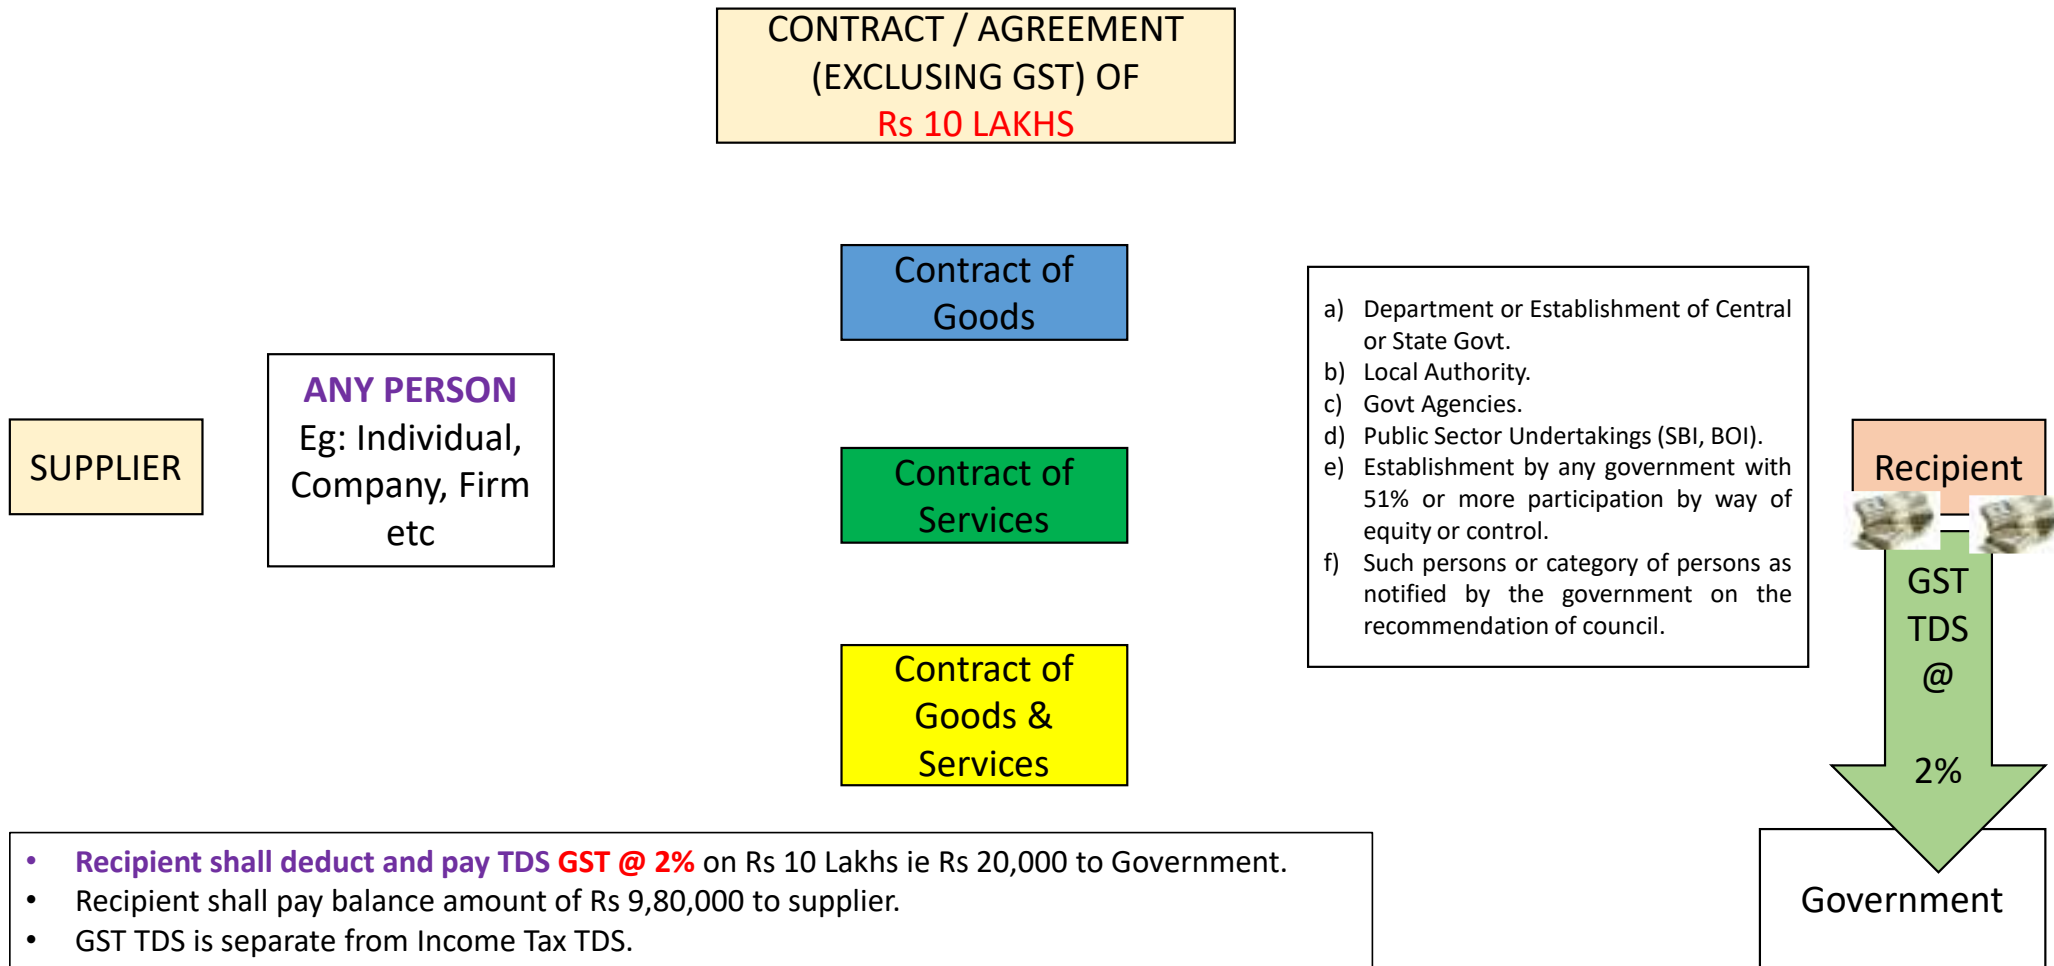 CONTRACT / AGREEMENT
(EXCLUSING GST) OF
Rs 10 LAKHS
SUPPLIER
ANY PERSON
Eg: Individual,
Company, Firm
etc
Contract of
Goods
Contract of
Services
Contract of
Goods &
Services
a) Department or Establishment of Central
or State Govt.
b) Local Authority.
c) Govt Agencies.
d) Public Sector Undertakings (SBI, BOI).
e) Establishment by any government with
51% or more participation by way of
equity or control.
f) Such persons or category of persons as
notified by the government on the
recommendation of council.
Recipient
GST
TDS
@
2%
Government
• Recipient shall deduct and pay TDS GST @ 2% on Rs 10 Lakhs ie Rs 20,000 to Government.
• Recipient shall pay balance amount of Rs 9,80,000 to supplier.
• GST TDS is separate from Income Tax TDS.